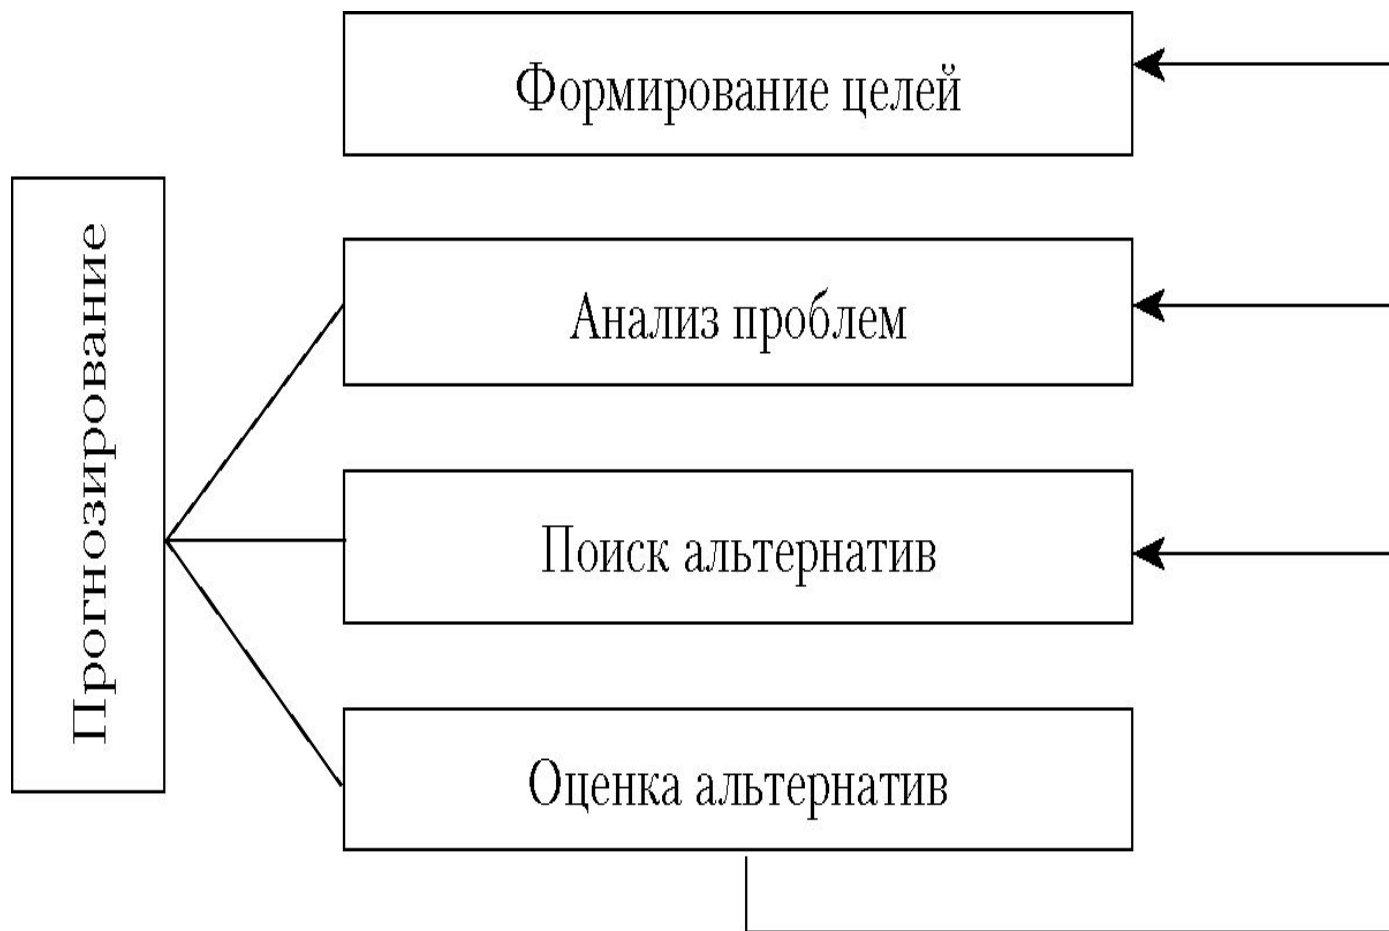 Формирование целей
Прогнозирование
Анализ проблем
Поиск альтернатив
Оценка альтернатив